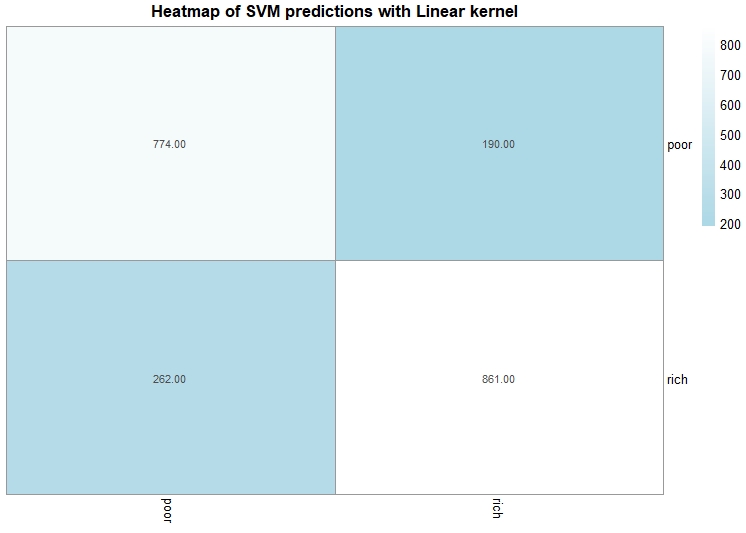 Heatmap of SVM predictions with Linear kernel
774.00
190.00
poor
262.00
861.00
rich
poor
rich
800
700
600
500
400
300
200